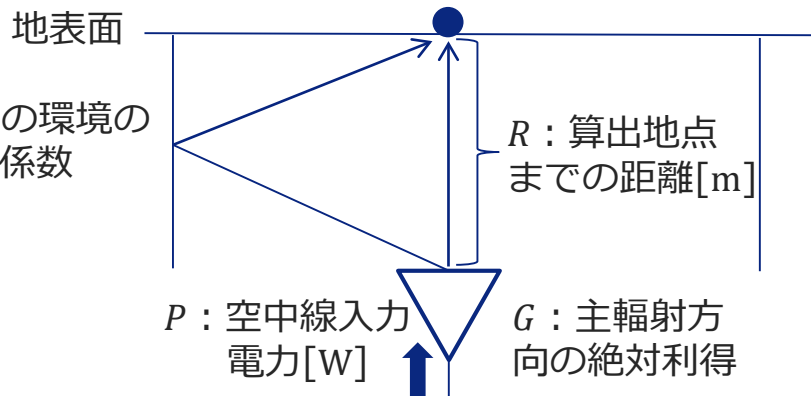 地表面
の環境の
係数
R：算出地点
までの距離[m]
P：空中線入力
電力[W]
G：主輻射方
向の絶対利得